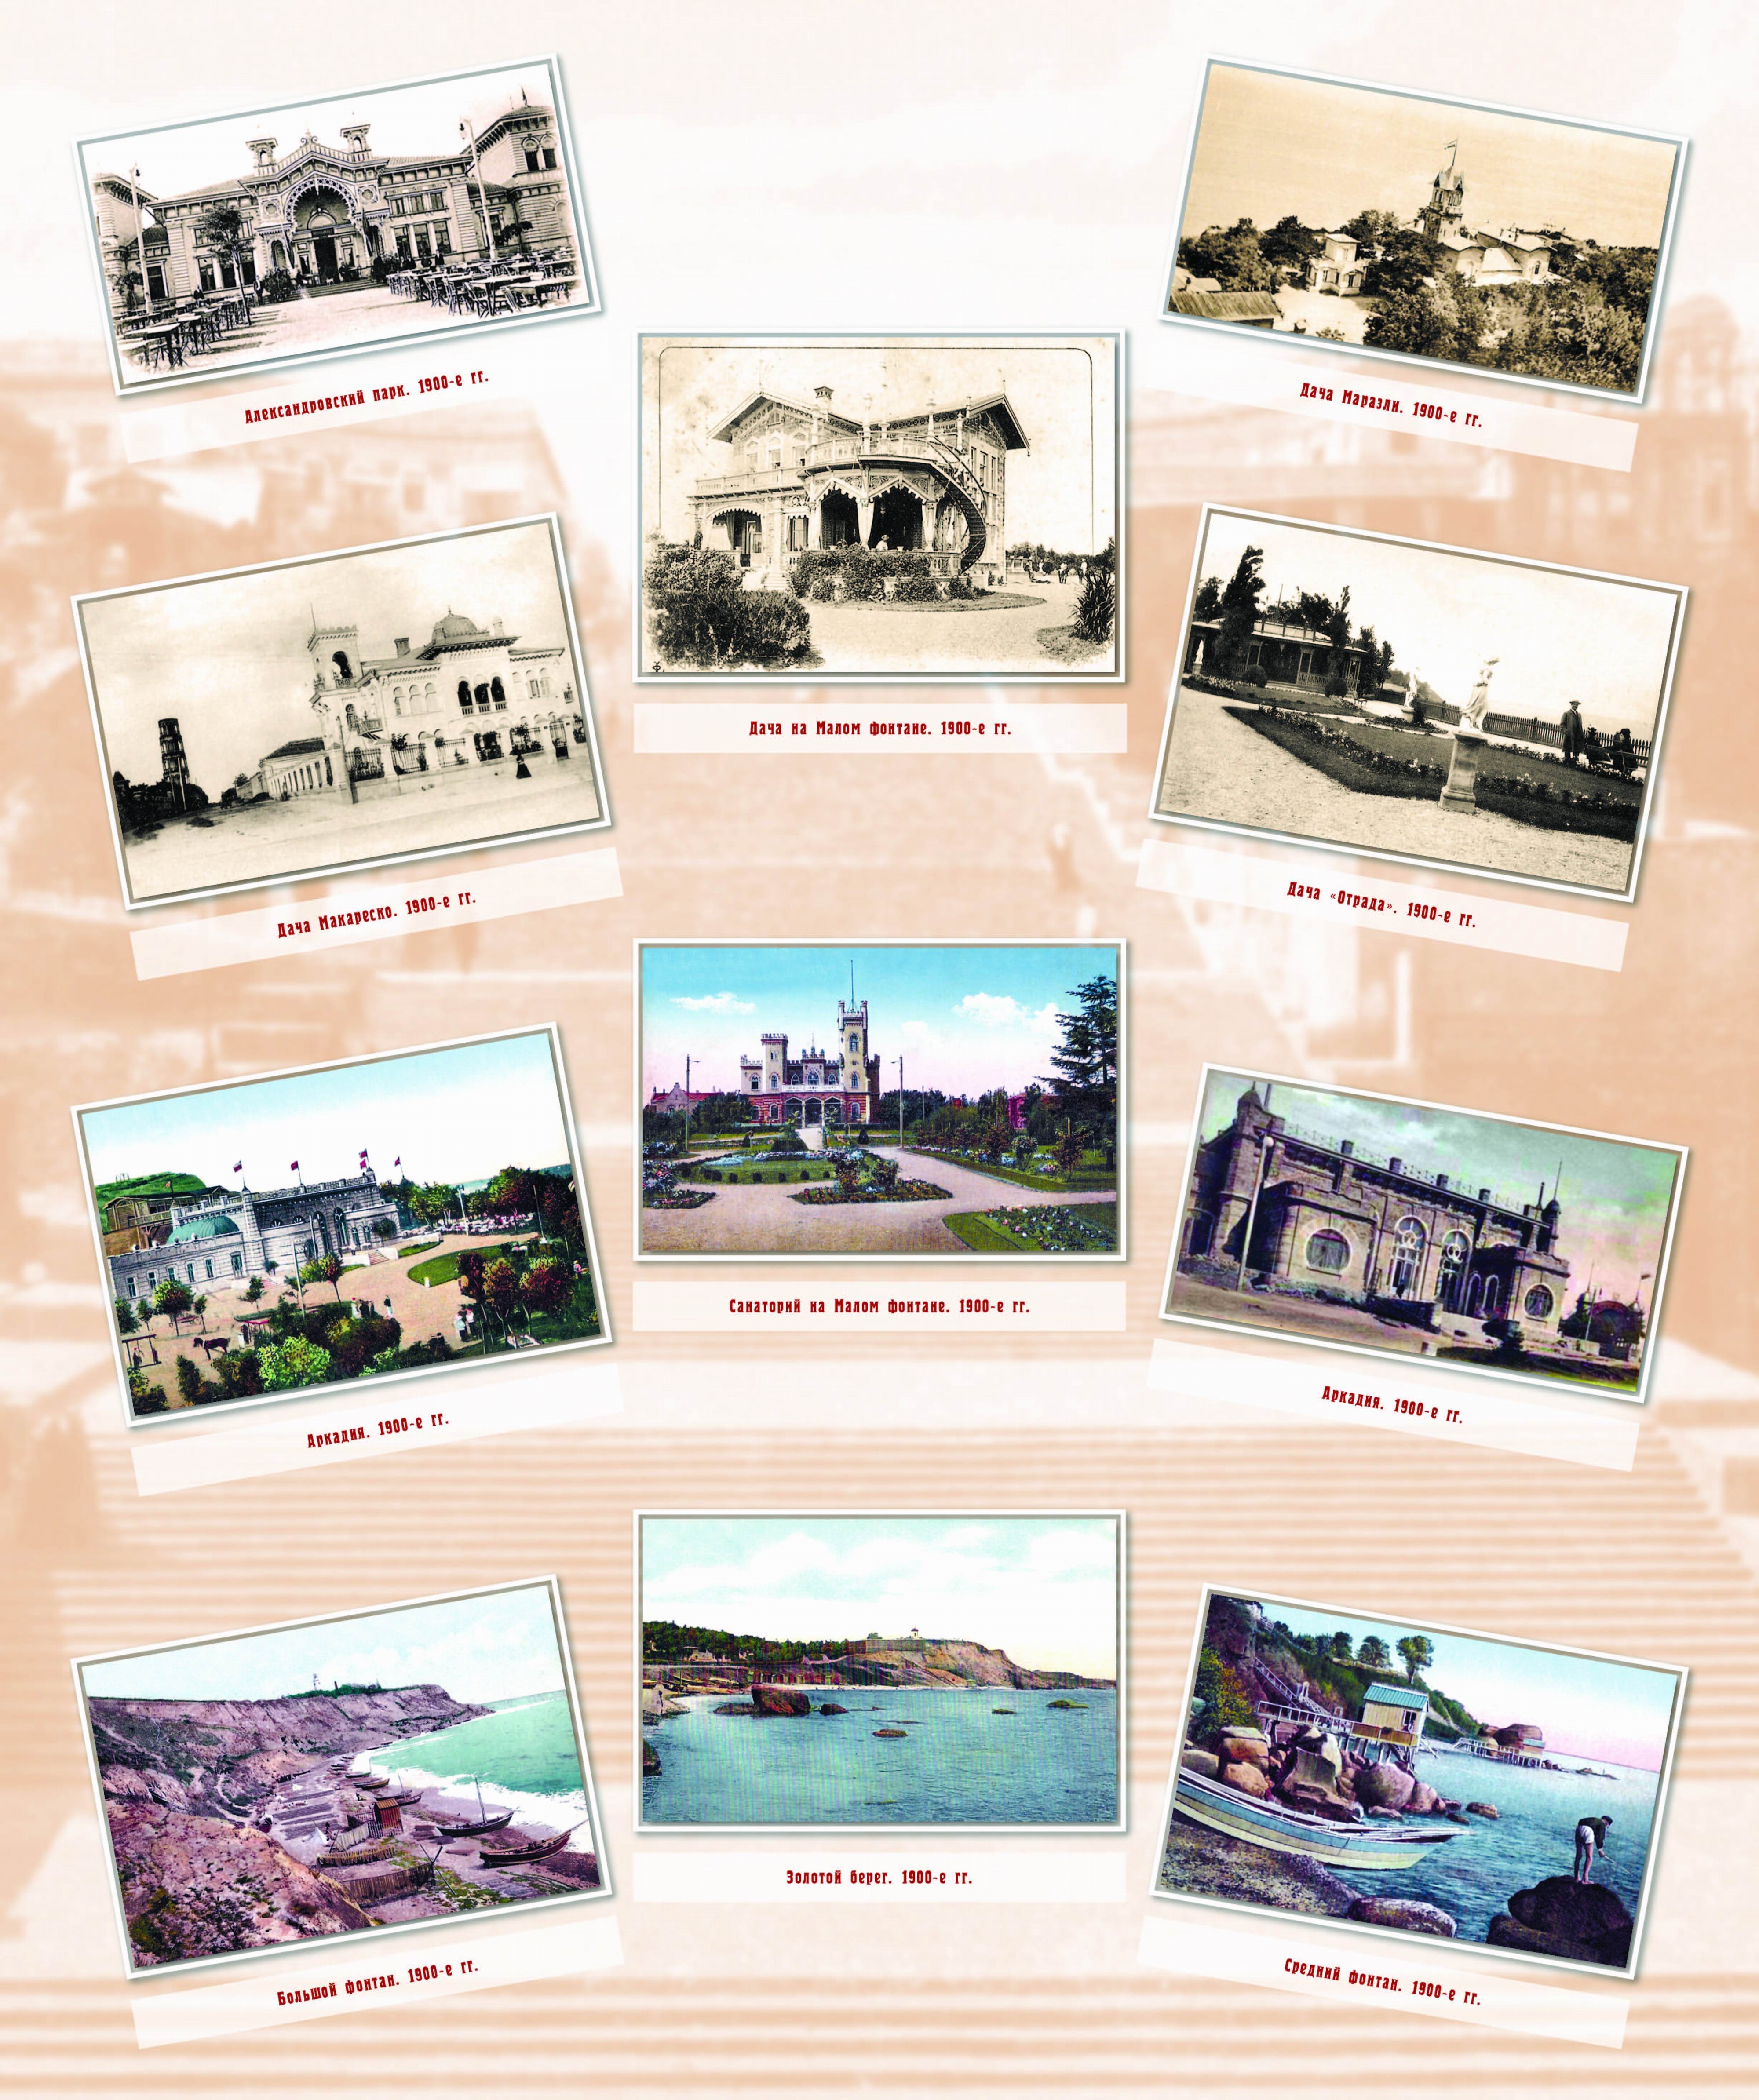 Александровский парк. 1900-е гг.
Дача Маразли. 1900-е гг.
Дача на Малом фонтане. 1900-е гг.
Дача Макареско. 1900-е гг.
Дача «Отрада». 1900-е гг.
Санаторий на Малом фонтане. 1900-е гг.
Аркадия. 1900-е гг.
Аркадия. 1900-е гг.
Золотой берег. 1900-е гг.
Большой фонтан. 1900-е гг.
Средний фонтан. 1900-е гг.